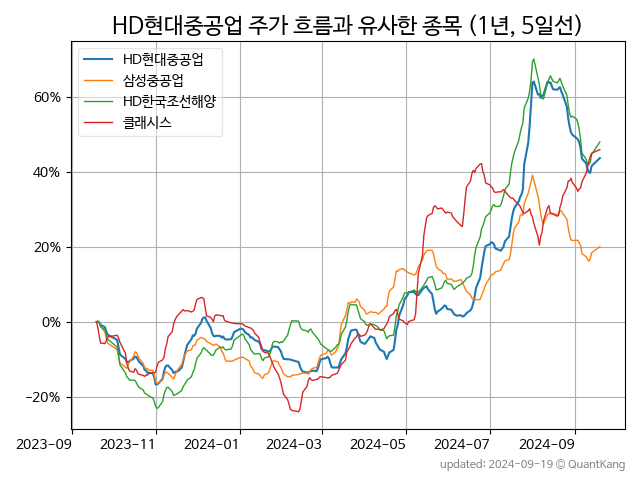 HD현대중공업 주가 흐름과 유사한 종목 (1년, 5일선)
HD현대중공업
삼성중공업
HD한국조선해양
클래시스
60%
40%
20%
0%
−20%
2023-09 2023-11 2024-01 2024-03 2024-05 2024-07 2024-09
updated: 2024-09-19 © QuantKang